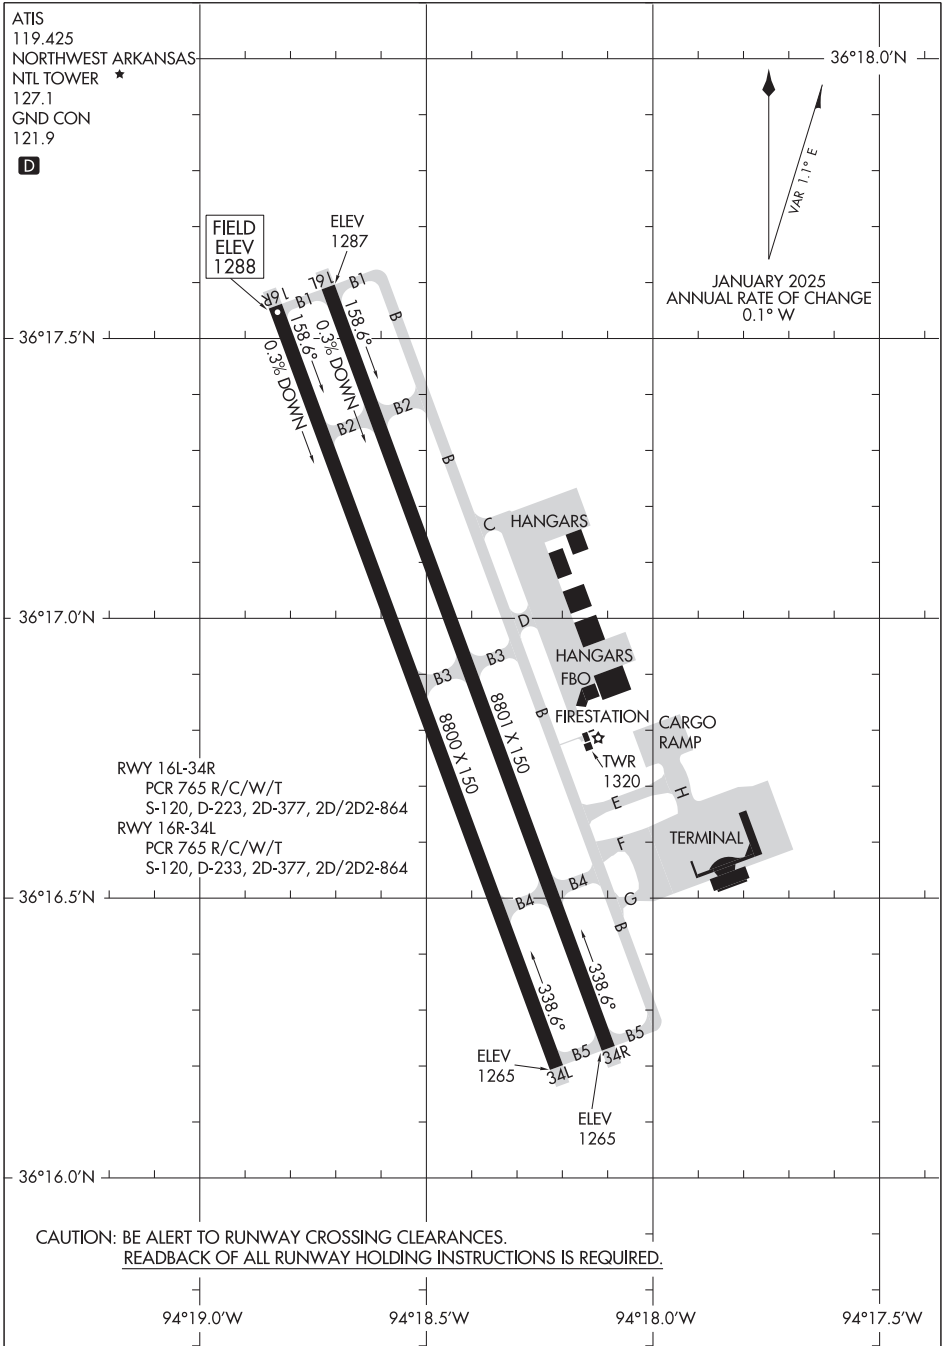 ATIS
119.425
NORTHWEST ARKANSAS
NTL TOWER ★
127.1
GND CON
121.9
D
36°18.0'N
VAR 1.1° E
JANUARY 2025
ANNUAL RATE OF CHANGE
0.1° W
FIELD
ELEV
1288
ELEV
1287
16R
B1
16L
B1
B
158.6°
0.3% DOWN
158.6°
0.3% DOWN
36°17.5'N
B2
B2
B
C
HANGARS
36°17.0'N
D
B3
B3
HANGARS
FBO
B
FIRESTATION
CARGO
RAMP
8800 X 150
8801 X 150
TWR
1320
E
H
F
TERMINAL
RWY 16L-34R
PCR 765 R/C/W/T
S-120, D-223, 2D-377, 2D/2D2-864
RWY 16R-34L
PCR 765 R/C/W/T
S-120, D-233, 2D-377, 2D/2D2-864
36°16.5'N
B4
B4
G
B
338.6°
338.6°
B5
B5
34L
34R
ELEV
1265
ELEV
1265
36°16.0'N
CAUTION: BE ALERT TO RUNWAY CROSSING CLEARANCES.
READBACK OF ALL RUNWAY HOLDING INSTRUCTIONS IS REQUIRED.
94°19.0'W
94°18.5'W
94°18.0'W
94°17.5'W